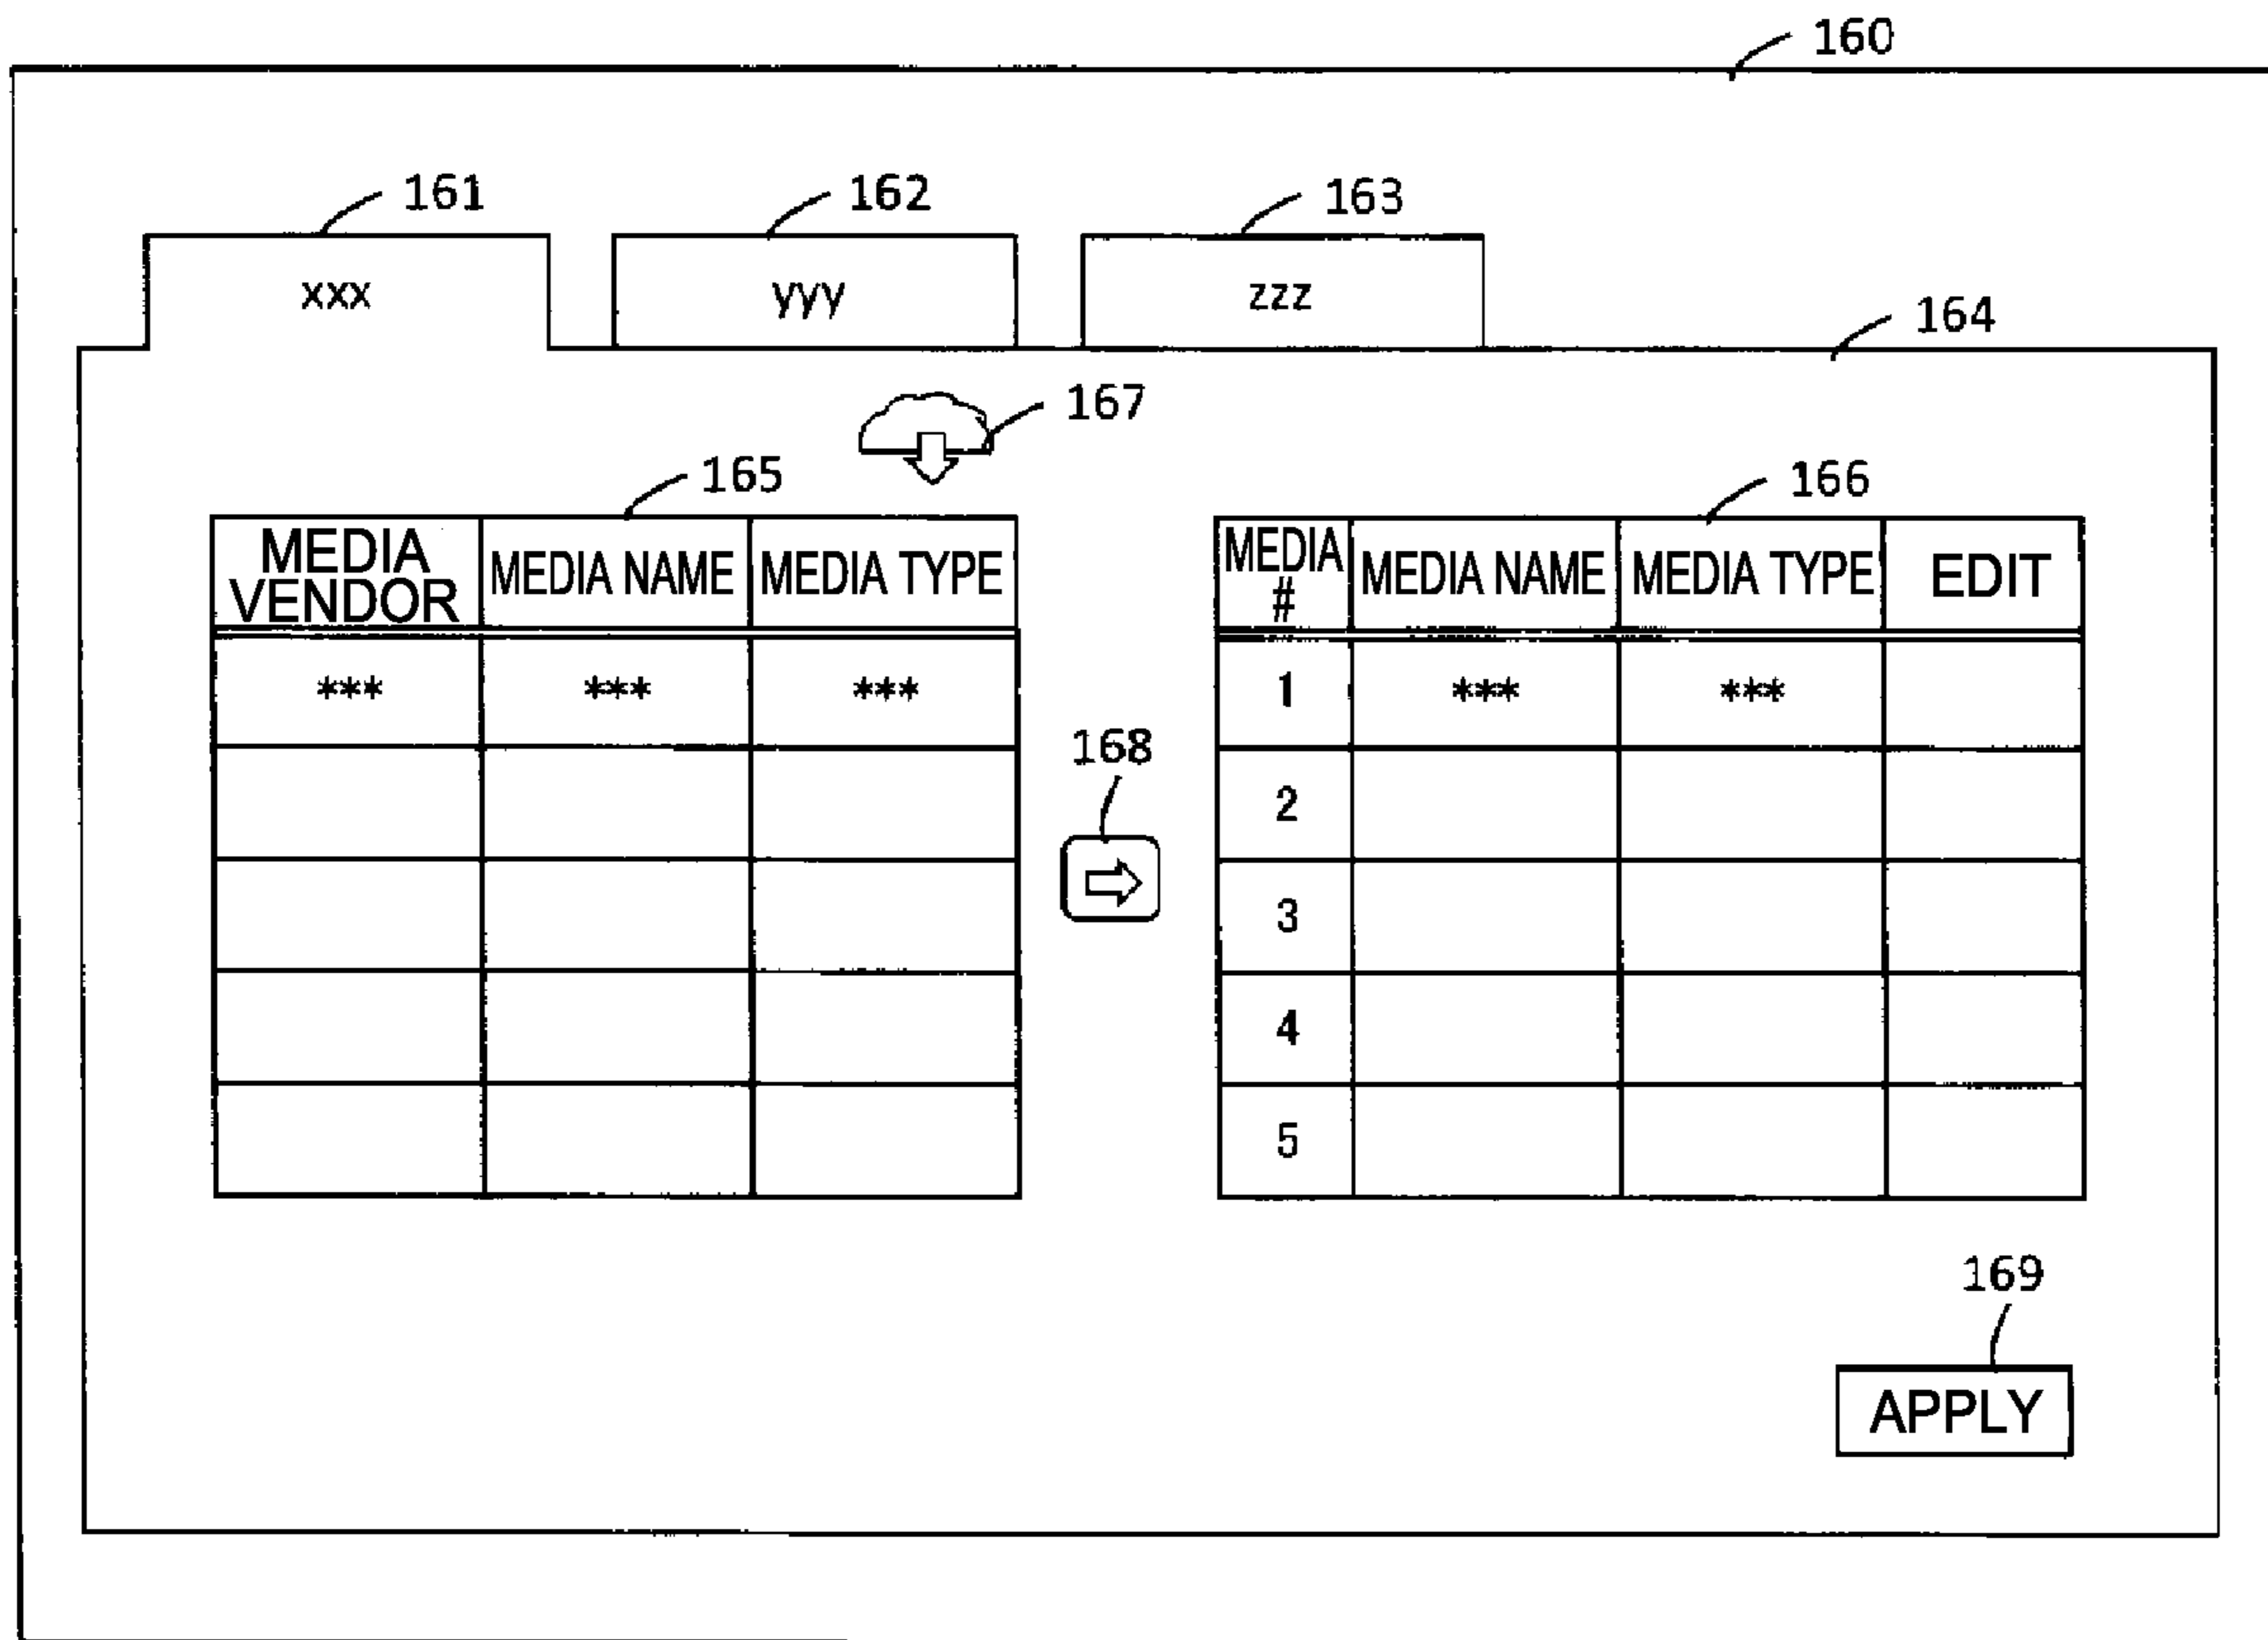 160
161
162
163
xxx
yyy
zzz
164
167
165
166
MEDIA VENDOR
MEDIA NAME
MEDIA TYPE
MEDIA #
MEDIA NAME
MEDIA TYPE
EDIT
***
***
***
1
***
***
168
2
3
4
5
169
APPLY